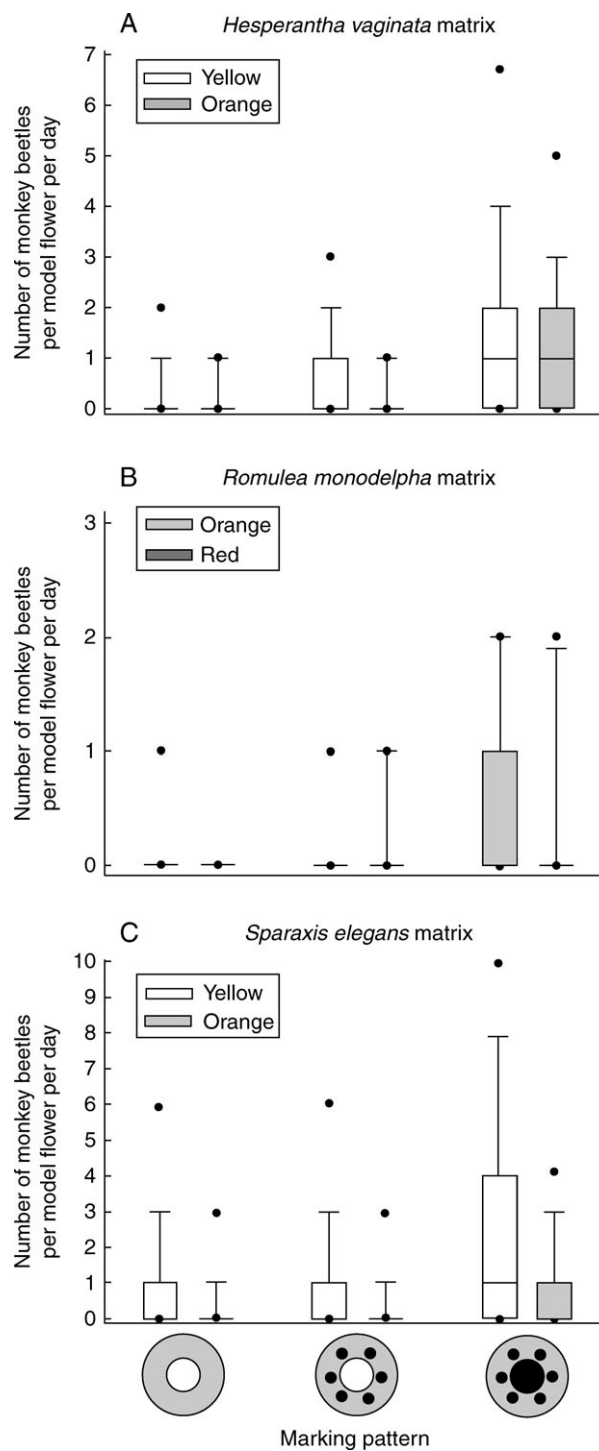 A
Hesperantha vaginata matrix
Yellow
Orange
Number of monkey beetles
per model flower per day
7
6
5
4
3
2
1
0
B
Romulea monodelpha matrix
Orange
Red
Number of monkey beetles
per model flower per day
3
2
1
0
C
Sparaxis elegans matrix
Yellow
Orange
Number of monkey beetles
per model flower per day
10
9
8
7
6
5
4
3
2
1
0
Marking pattern